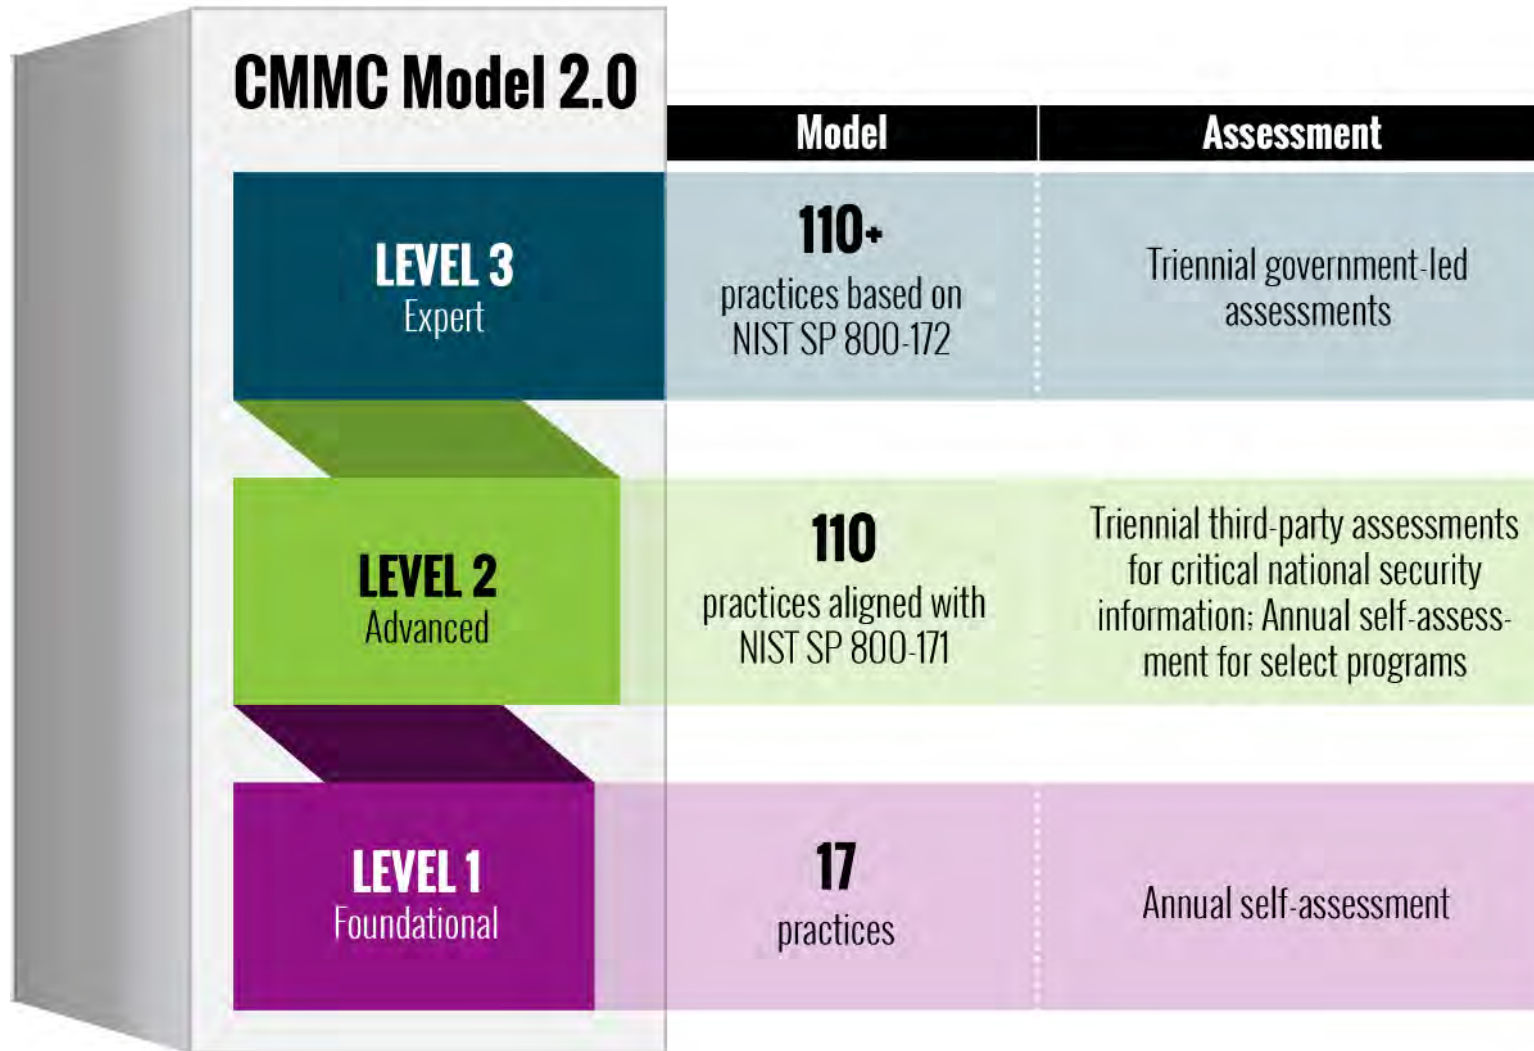 CMMC Model 2.0
Model
Assessment
LEVEL 3
Expert
110+
practices based on
NIST SP 800-172
Triennial government-led
assessments
LEVEL 2
Advanced
110
practices aligned with
NIST SP 800-171
Triennial third-party assessments
for critical national security
information; Annual self-assess-
ment for select programs
LEVEL 1
Foundational
17
practices
Annual self-assessment